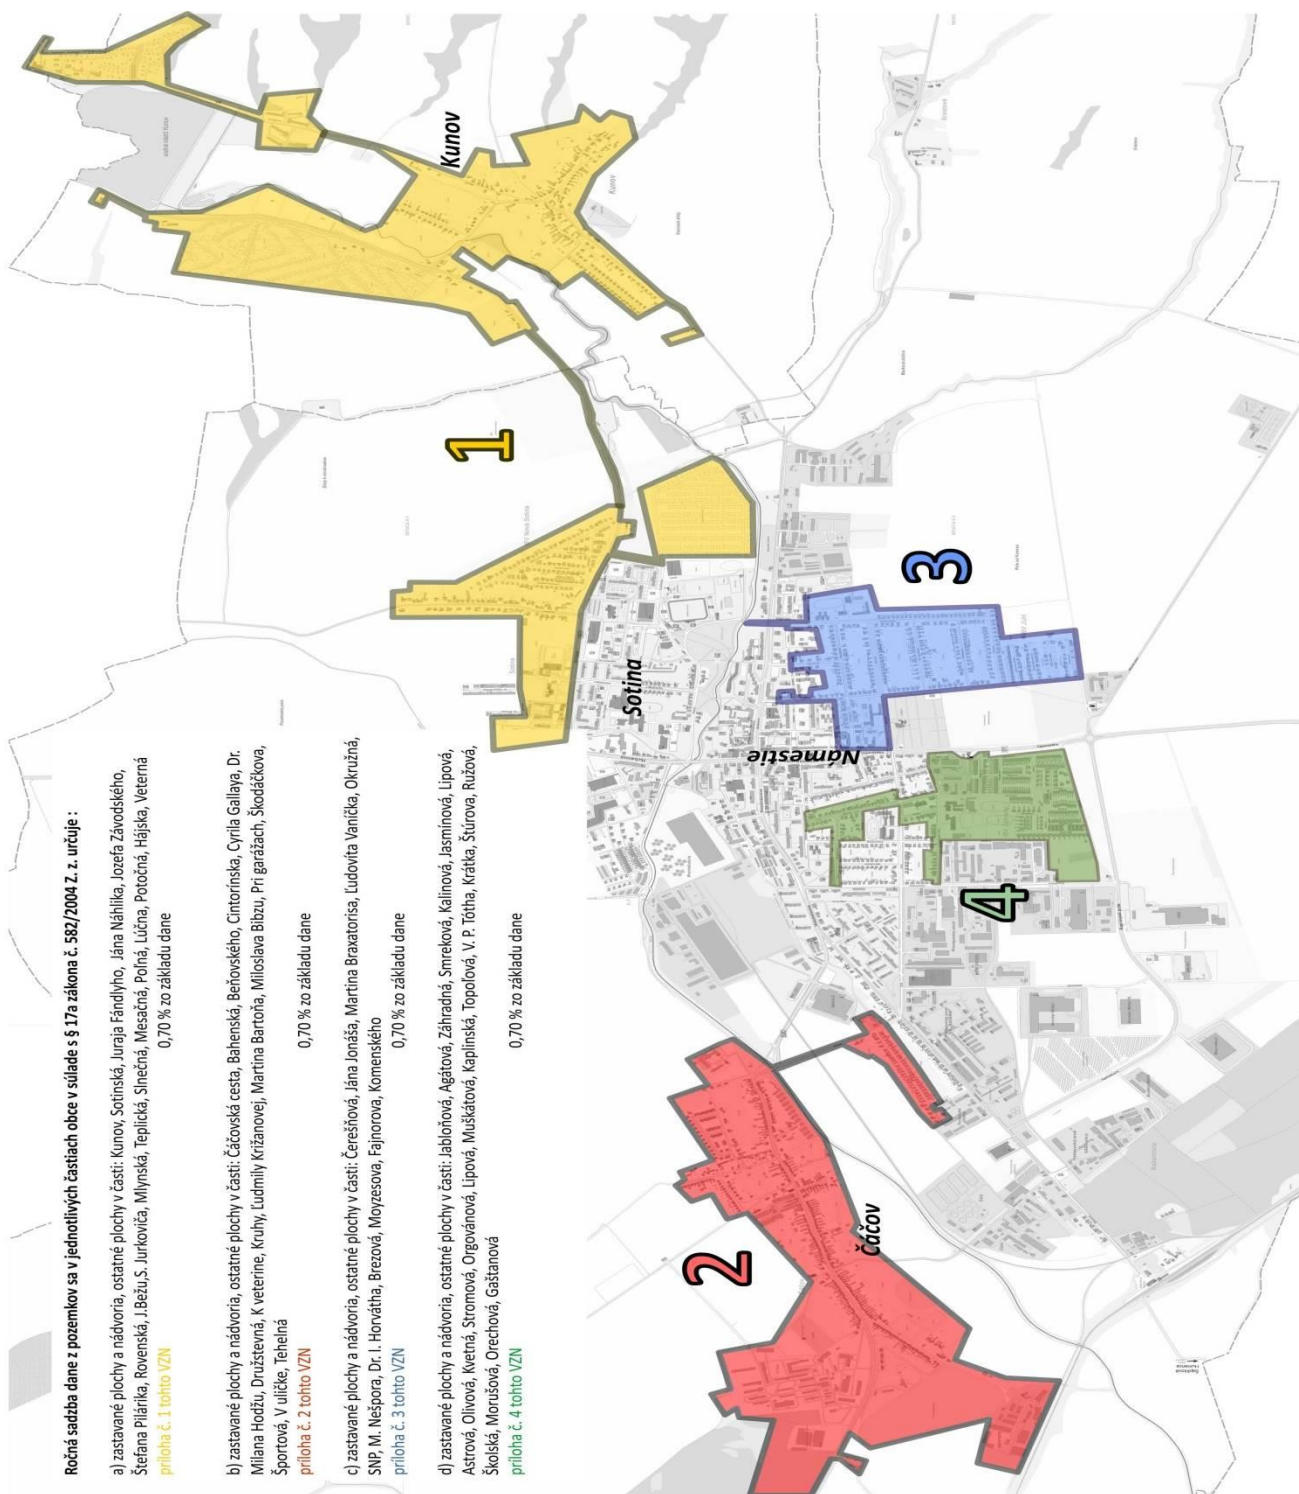 Ročná sadzba dane z pozemkov sa v jednotlivých častiach obce v súlade s § 17a zákona č. 582/2004 Z. z. určuje :
a) zastavané plochy a nádvoria, ostatné plochy v časti: Kunov, Sotinská, Juraja Fándlyho, Jána Náhlika, Jozefa Závodského,
Štefana Pilárika, Rovenská, J.Bežu,S. Jurkoviča, Mlynská, Teplická, Slnečná, Mesačná, Poľná, Lúčna, Potočná, Hájska, Veterná
príloha č. 1 tohto VZN 0,70 % zo základu dane
b) zastavané plochy a nádvoria, ostatné plochy v časti: Čáčovská cesta, Bahenská, Beňovského, Cintorínska, Cyrila Gallaya, Dr.
Milana Hodžu, Družstevná, K veterine, Kruhy, Ľudmily Križanovej, Martina Bartoňa, Miloslava Bibzu, Pri garážach, Škodáčkova,
Športová, V uličke, Tehelná
príloha č. 2 tohto VZN 0,70 % zo základu dane
c) zastavané plochy a nádvoria, ostatné plochy v časti: Čerešňová, Jána Jonáša, Martina Braxatorisa, Ľudovíta Vaníčka, Okružná,
SNP, M. Nešpora, Dr. I. Horvátha, Brezová, Moyzesova, Fajnorova, Komenského
príloha č. 3 tohto VZN 0,70 % zo základu dane
d) zastavané plochy a nádvoria, ostatné plochy v časti: Jabloňová, Agátová, Záhradná, Smreková, Kalinová, Jasmínová, Lipová,
Astrová, Olivová, Kvetná, Stromová, Orgovánová, Lipová, Muškátová, Kaplinská, Topoľová, V. P. Tótha, Krátka, Štúrova, Ružová,
Školská, Morušová, Orechová, Gaštanová
príloha č. 4 tohto VZN 0,70 % zo základu dane
Kunov
1
Sotina
Námestie
3
4
2
Čáčov